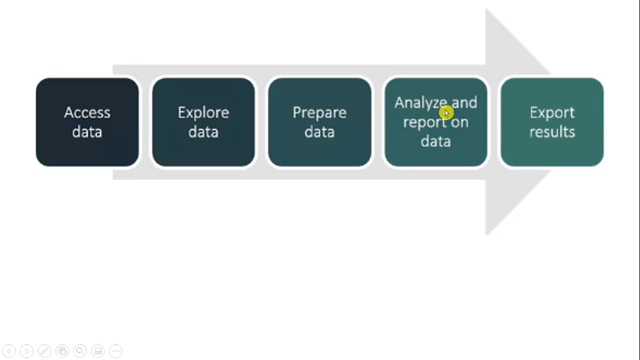 Access
data
Explore
data
Prepare
data
Analyze and
report on
data
Export
results